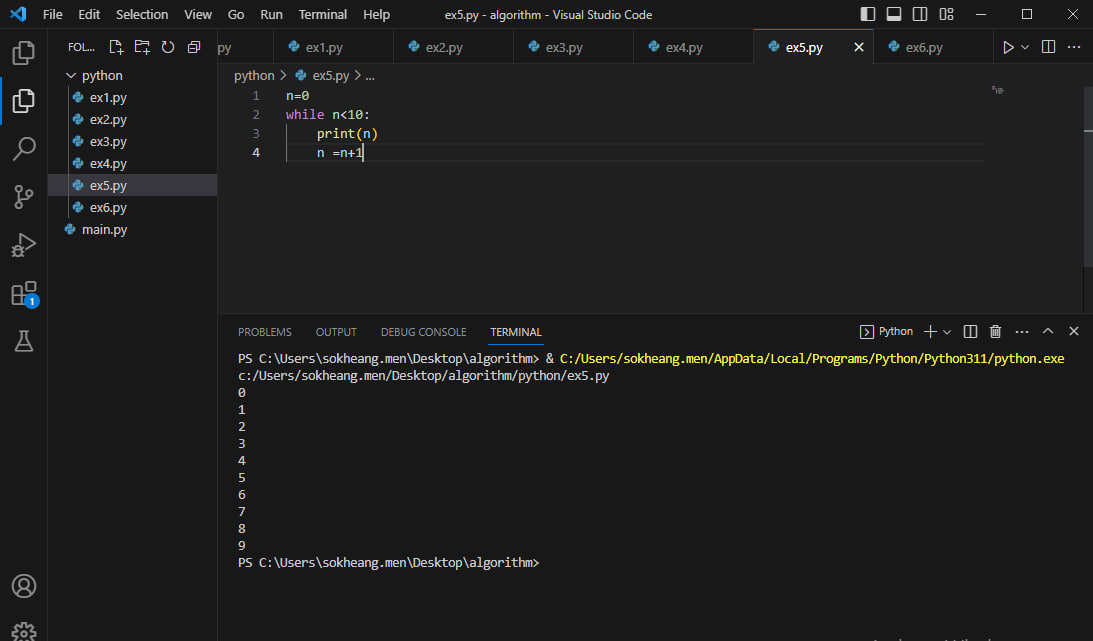 File Edit Selection View Go Run Terminal Help ex5.py - algorithm - Visual Studio Code
FOL... py ex1.py ex2.py ex3.py ex4.py ex5.py ex6.py
python
ex1.py
ex2.py
ex3.py
ex4.py
ex5.py
ex6.py
main.py
1
python > ex5.py > ...
1 n=0
2 while n<10:
3 print(n)
4 n =n+1
PROBLEMS OUTPUT DEBUG CONSOLE TERMINAL Python
PS C:\Users\sokheang.men\Desktop\algorithm> & C:/Users/sokheang.men/AppData/Local/Programs/Python/Python311/python.exe
c:/Users/sokheang.men/Desktop/algorithm/python/ex5.py
0
1
2
3
4
5
6
7
8
9
PS C:\Users\sokheang.men\Desktop\algorithm>